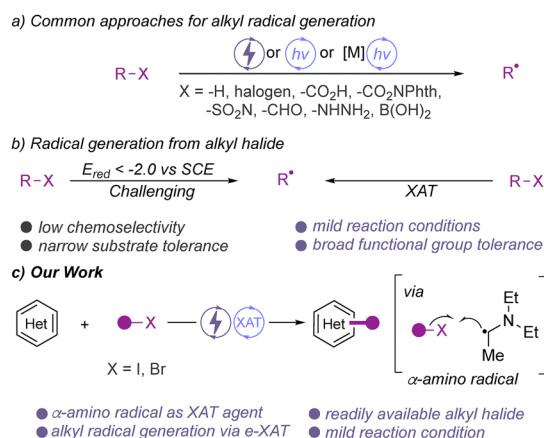 a) Common approaches for alkyl radical generation
R-X
or hv or [M] hv
R•
X = -H, halogen, -CO2H, -CO2NPhth,
-SO2N, -CHO, -NHNH2, B(OH)2
b) Radical generation from alkyl halide
R-X
Ered < -2.0 vs SCE
Challenging
R•
XAT
R-X
● low chemoselectivity
● narrow substrate tolerance
● mild reaction conditions
● broad functional group tolerance
c) Our Work
Het
+
X
XAT
Het
via
X
Et
N
Et
Me
X = I, Br
α-amino radical
● α-amino radical as XAT agent
● alkyl radical generation via e-XAT
● readily available alkyl halide
● mild reaction condition